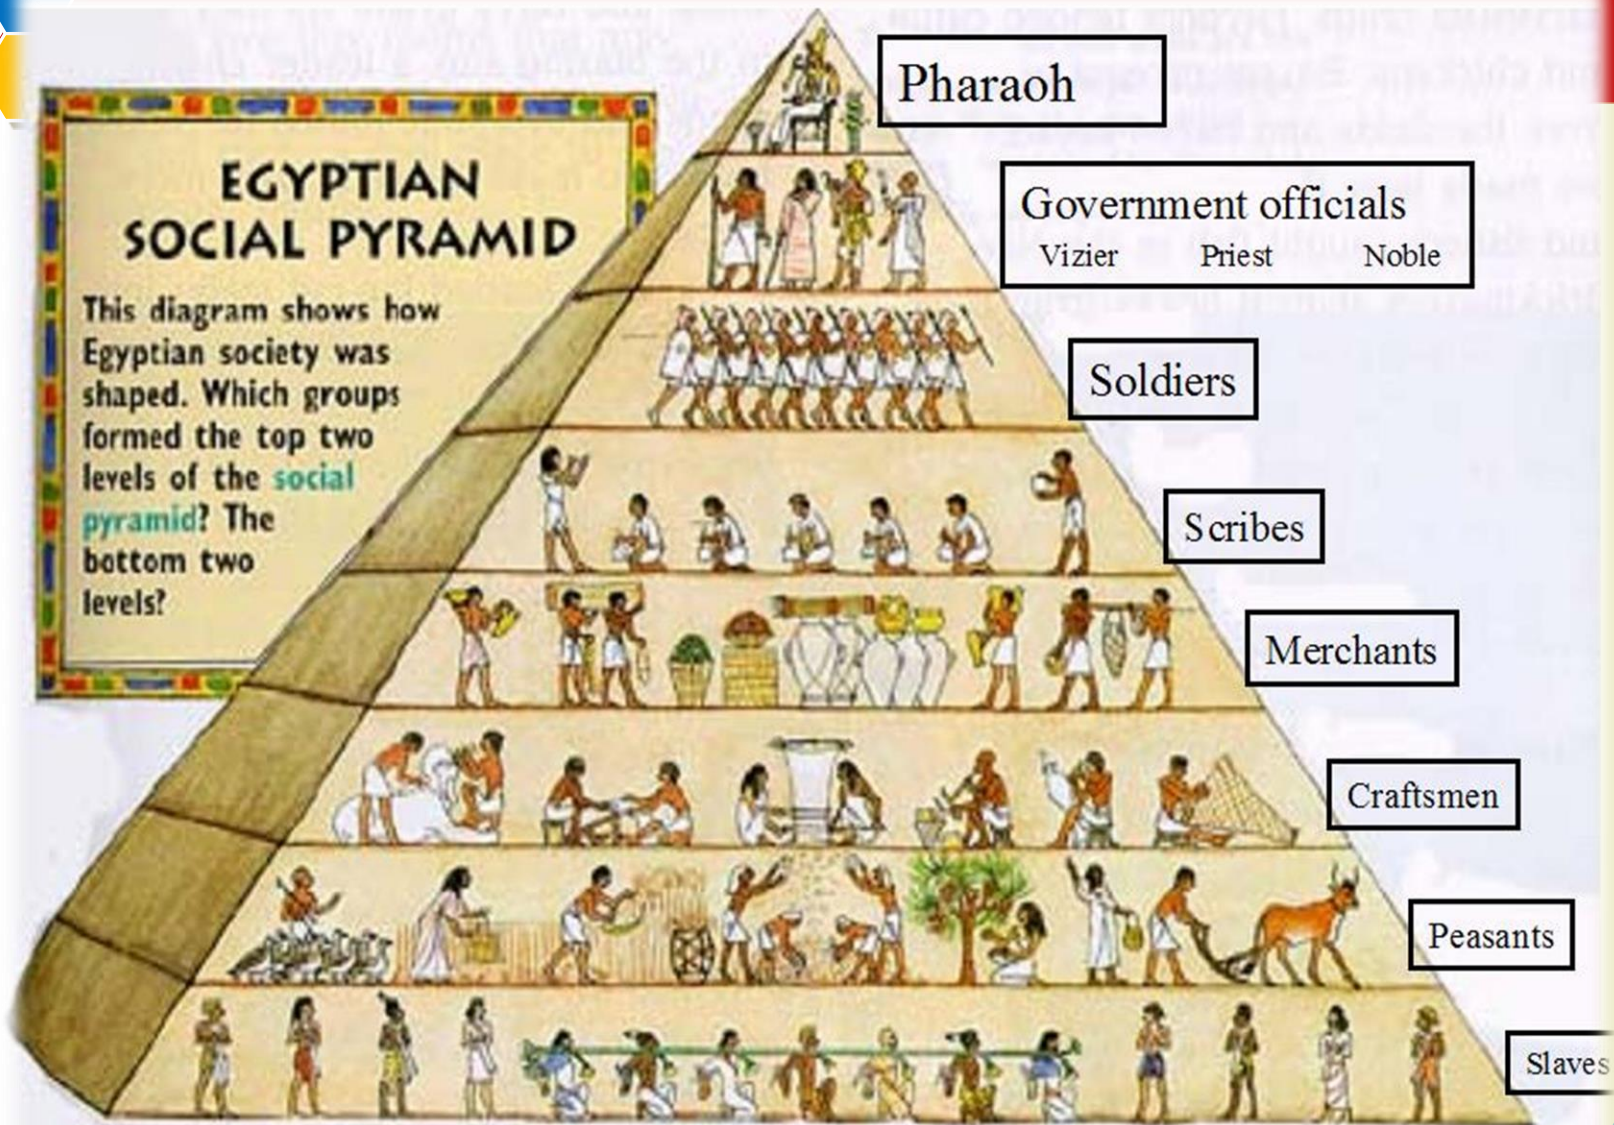 EGYPTIAN
SOCIAL PYRAMID
This diagram shows how
Egyptian society was
shaped. Which groups
formed the top two
levels of the social
pyramid? The
bottom two
levels?
Pharaoh
Government officials
Vizier Priest Noble
Soldiers
Scribes
Merchants
Craftsmen
Peasants
Slaves